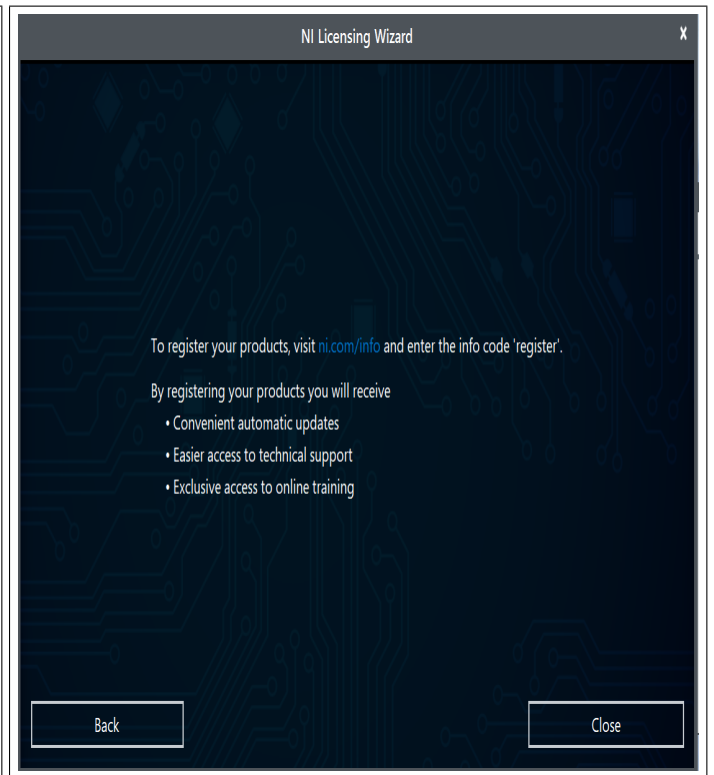 NI Licensing Wizard
x
To register your products, visit ni.com/info and enter the info code 'register'.
By registering your products you will receive
• Convenient automatic updates
• Easier access to technical support
• Exclusive access to online training
Back
Close